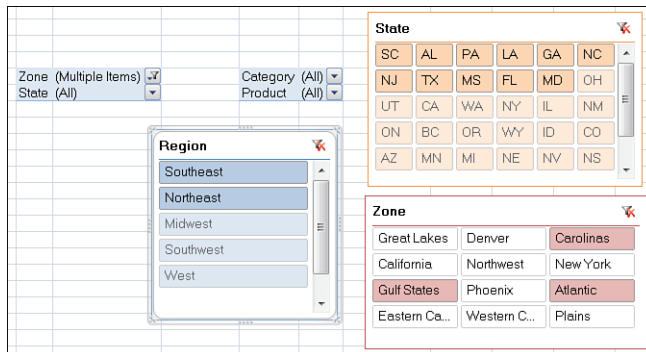 State
SC AL PA LA GA NC
NJ TX MS FL MD OH
UT CA WA NY IL NM
ON BC OR WY ID CO
AZ MN MI NE NV NS
Zone (Multiple Items) Category (All)
State (All) Product (All)
Region
Southeast
Northeast
Midwest
Southwest
West
Zone
Great Lakes Denver Carolinas
California Northwest New York
Gulf States Phoenix Atlantic
Eastern Ca... Western C... Plains